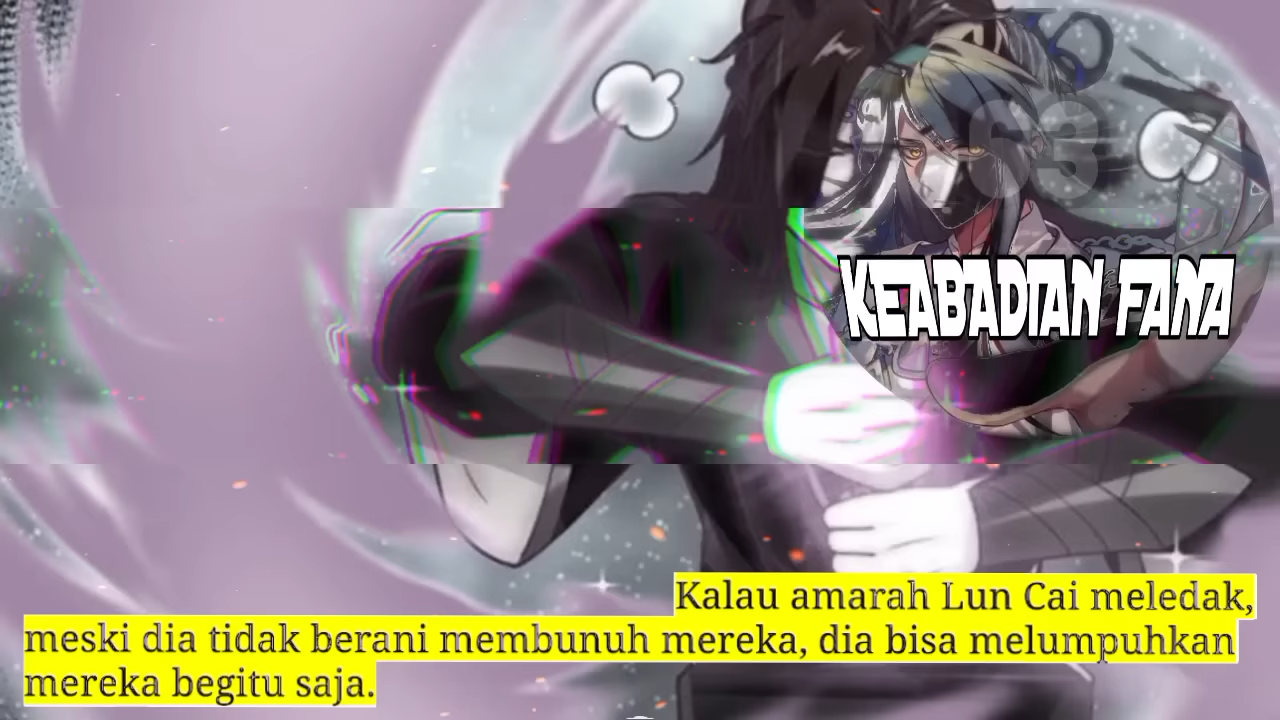 63
KEABADIAN FANA
Kalau amarah Lun Cai meledak,
meski dia tidak berani membunuh mereka, dia bisa melumpuhkan
mereka begitu saja.